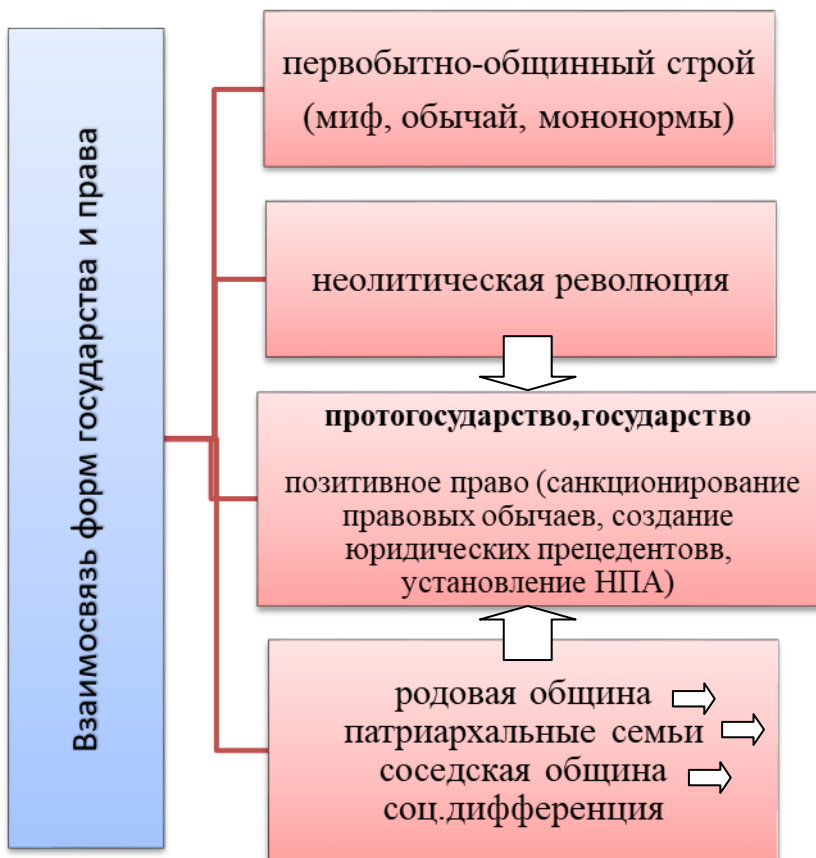 Взаимосвязь форм государства и права
первобытно-общинный строй
(миф, обычай, мононормы)
неолитическая революция
протогосударство,государство
позитивное право (санкционирование
правовых обычаев, создание
юридических прецедентовв,
установление НПА)
родовая община
патриархальные семьи
соседская община
соц.дифференция